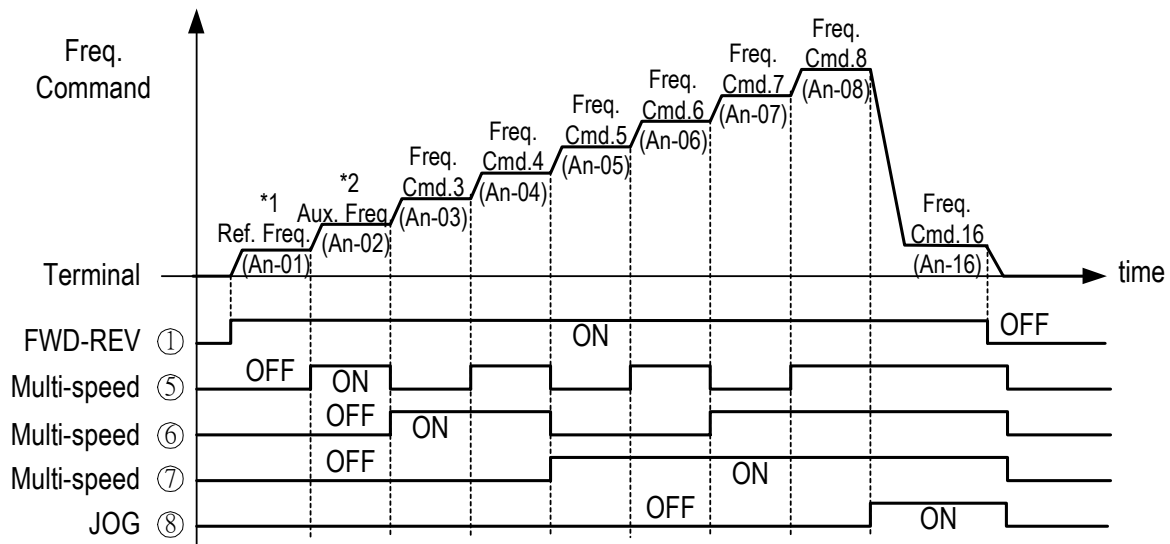 Freq.
Command
*1
Ref. Freq.
(An-01)
*2
Aux. Freq
(An-02)
Freq.
Cmd.3
(An-03)
Freq.
Cmd.4
(An-04)
Freq.
Cmd.5
(An-05)
Freq.
Cmd.6
(An-06)
Freq.
Cmd.7
(An-07)
Freq.
Cmd.8
(An-08)
Freq.
Cmd.16
(An-16)
Terminal
time
FWD-REV ① ON OFF
Multi-speed ⑤ OFF ON
Multi-speed ⑥ OFF ON
Multi-speed ⑦ OFF ON
JOG ⑧ OFF ON